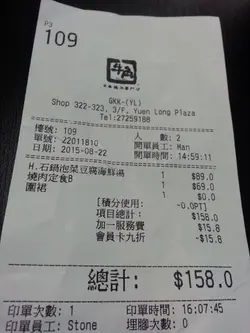 P3
109
牛角
GKK-(YL)
Shop 322-323, 3/F, Yuen Long Plaza
Tel:27259188
檯號: 109 人 數: 2
單號: 22011810 開單員工: Man
日期: 2015-08-22 開單時間: 14:59:11
H.石鍋泡菜豆腐海鮮湯 1 $89.0
燒肉定食B 1 $69.0
圍裙 1 $0.0
[積分使用: -0.0PT]
項目總計: $158.0
加一服務費 $15.8
會員卡九折 -$15.8
總計: $158.0
印單次數: 1 印單時間: 16:07:45
印單員工: Stone 埋腳次數: 0